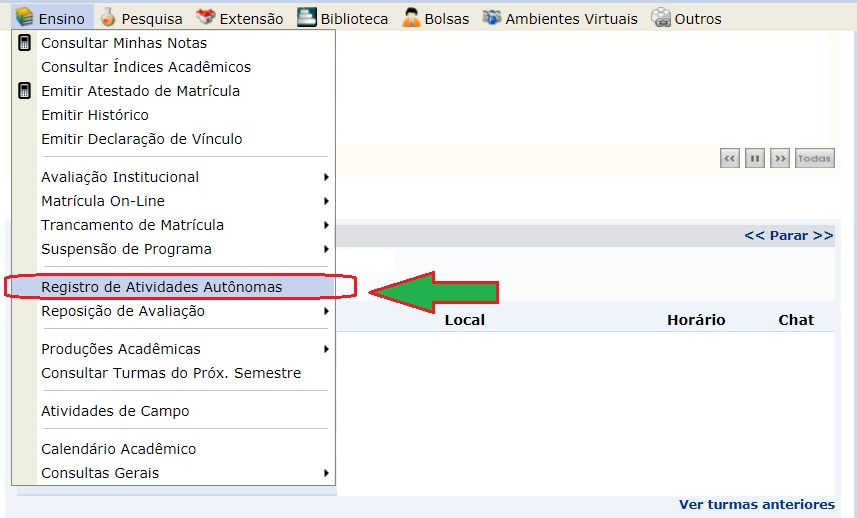 Ensino Pesquisa Extensão Biblioteca Bolsas Ambientes Virtuais Outros
Consultar Minhas Notas
Consultar Índices Acadêmicos
Emitir Atestado de Matrícula
Emitir Histórico
Emitir Declaração de Vínculo
Todas
Avaliação Institucional
Matrícula On-Line
Trancamento de Matrícula
<< Parar >>
Suspensão de Programa
Registro de Atividades Autônomas
Reposição de Avaliação
Local Horário Chat
Produções Acadêmicas
Consultar Turmas do Próx. Semestre
Atividades de Campo
Calendário Acadêmico
Consultas Gerais
Ver turmas anteriores